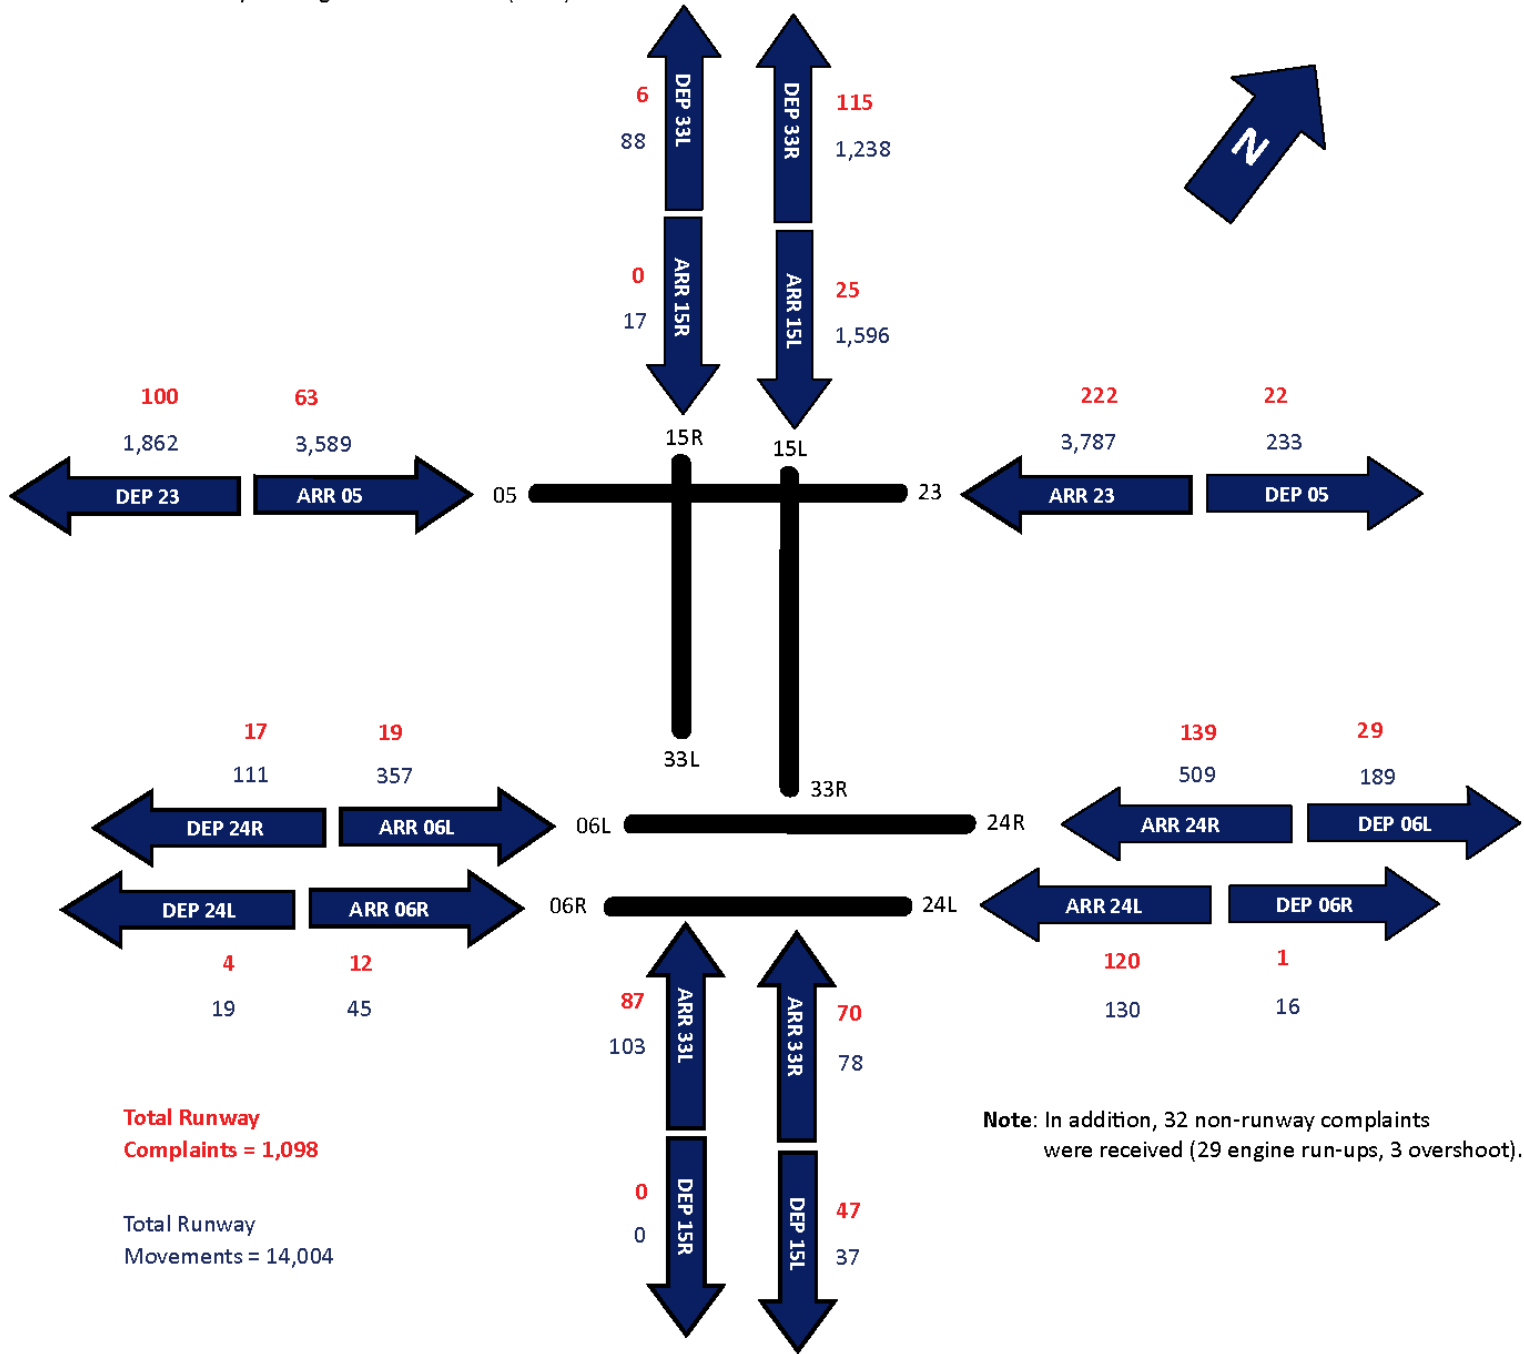 6
88
DEP 33L
DEP 33R
115
1,238
N
0
17
ARR 15R
ARR 15L
25
1,596
100
1,862
63
3,589
222
3,787
22
233
15R
15L
DEP 23
ARR 05
05
23
ARR 23
DEP 05
33L
33R
17
111
19
357
139
509
29
189
DEP 24R
ARR 06L
06L
24R
ARR 24R
DEP 06L
DEP 24L
ARR 06R
06R
24L
ARR 24L
DEP 06R
4
19
12
45
120
130
1
16
87
103
ARR 33L
ARR 33R
70
78
0
0
DEP 15R
DEP 15L
47
37
Total Runway
Complaints = 1,098
Total Runway
Movements = 14,004
Note: In addition, 32 non-runway complaints
were received (29 engine run-ups, 3 overshoot).